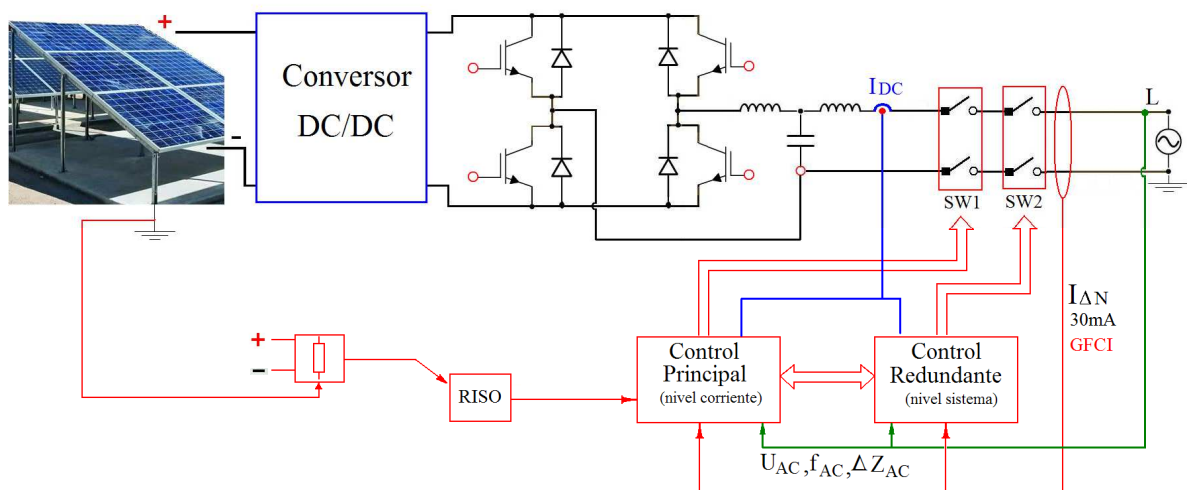 +
-
Conversor
DC/DC
IDC
L
SW1
SW2
IΔN
30mA
GFCI
+
−
RISO
Control
Principal
(nivel corriente)
Control
Redundante
(nivel sistema)
UAC,fAC,ΔZAC